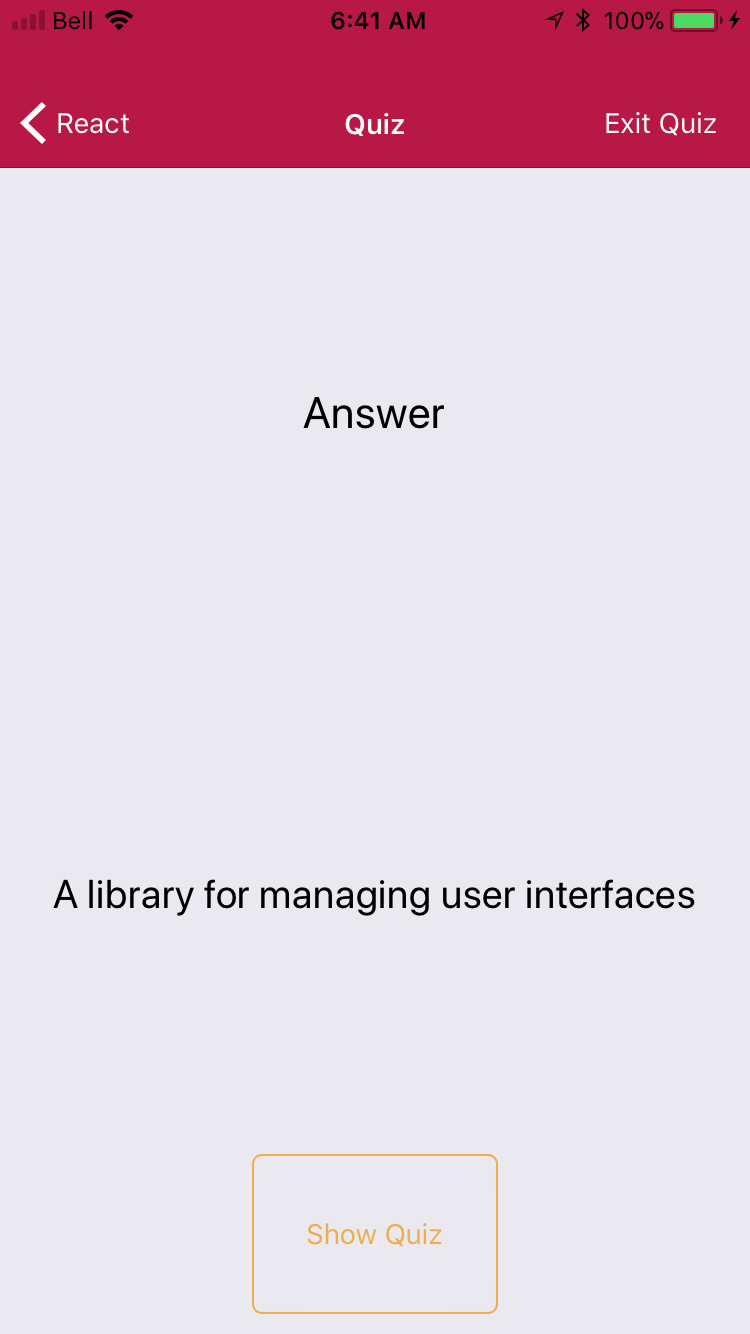 Bell 6:41 AM 100%
React Quiz Exit Quiz
Answer
A library for managing user interfaces
Show Quiz